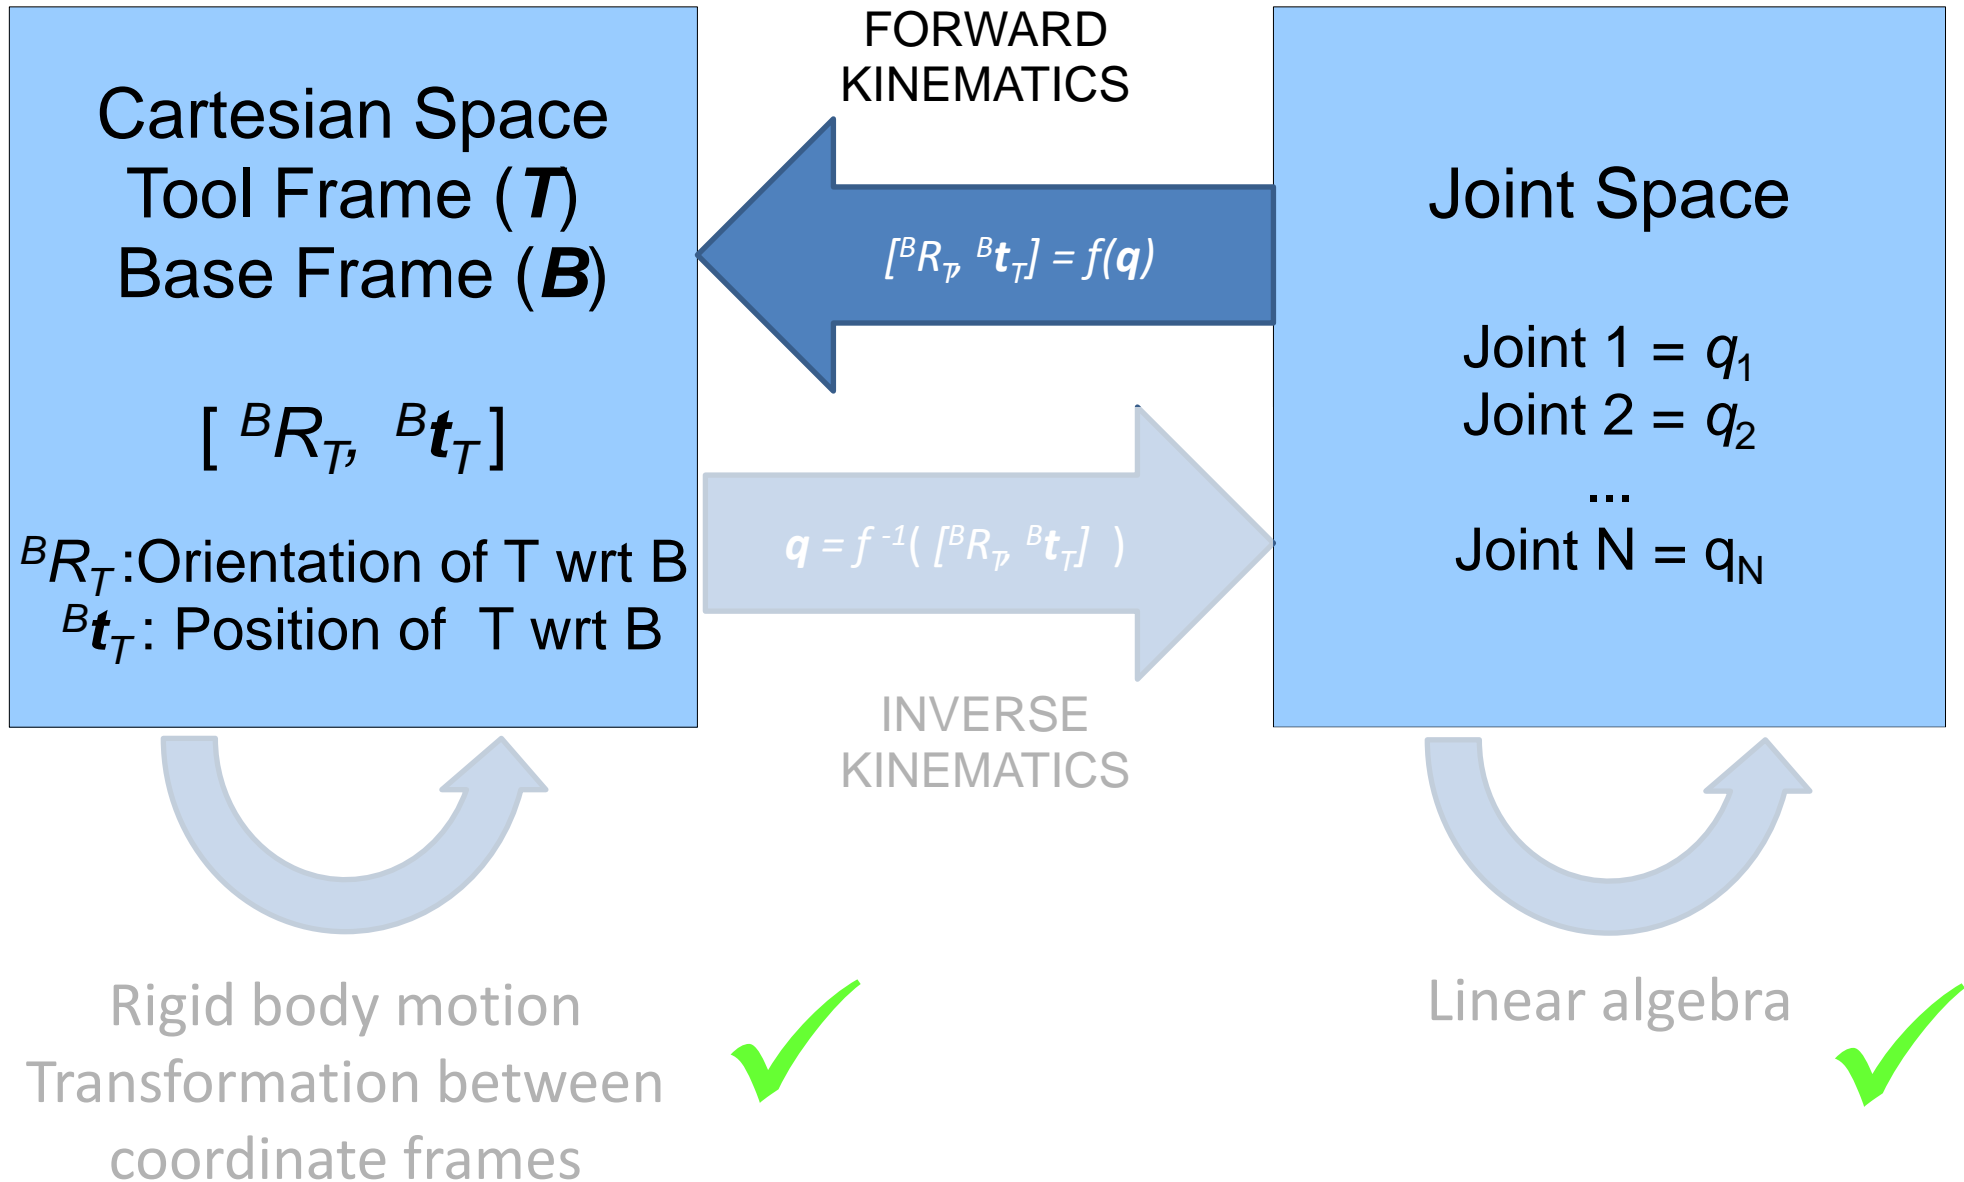 Cartesian Space
Tool Frame (T)
Base Frame (B)
[ ᴮR_T, ᴮt_T ]
ᴮR_T :Orientation of T wrt B
ᴮt_T : Position of T wrt B
FORWARD
KINEMATICS
[ᴮR_T, ᴮt_T] = f(q)
q = f ⁻¹( [ᴮR_T, ᴮt_T] )
INVERSE
KINEMATICS
Joint Space
Joint 1 = q₁
Joint 2 = q₂
...
Joint N = q_N
Rigid body motion
Transformation between
coordinate frames
Linear algebra